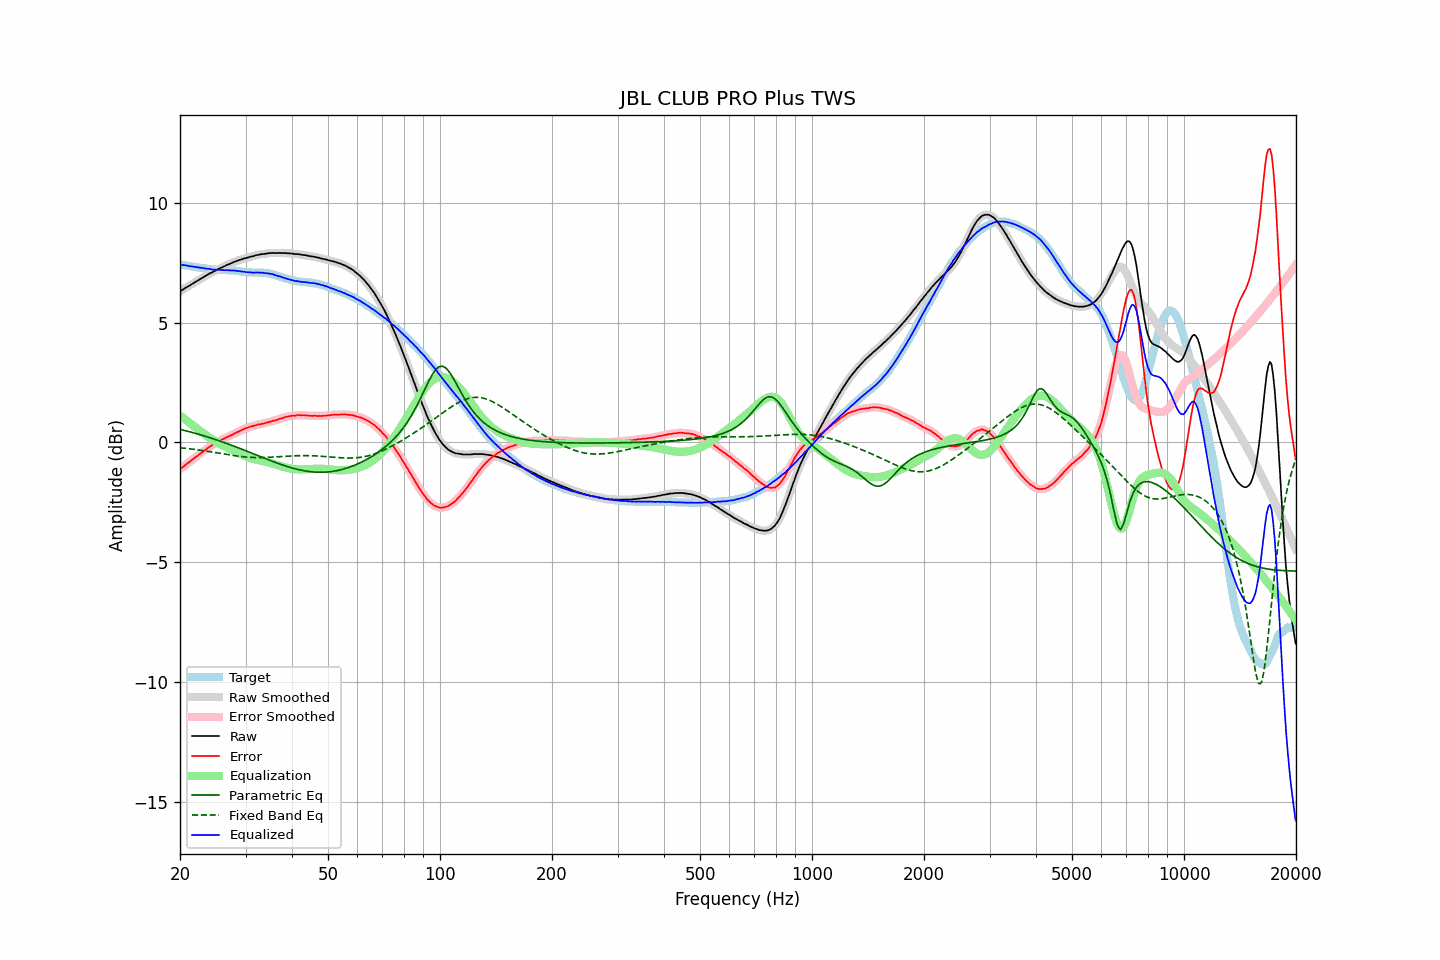 JBL CLUB PRO Plus TWS
Amplitude (dBr)
10
5
0
−5
−10
−15
Target
Raw Smoothed
Error Smoothed
Raw
Error
Equalization
Parametric Eq
Fixed Band Eq
Equalized
20 50 100 200 500 1000 2000 5000 10000 20000
Frequency (Hz)